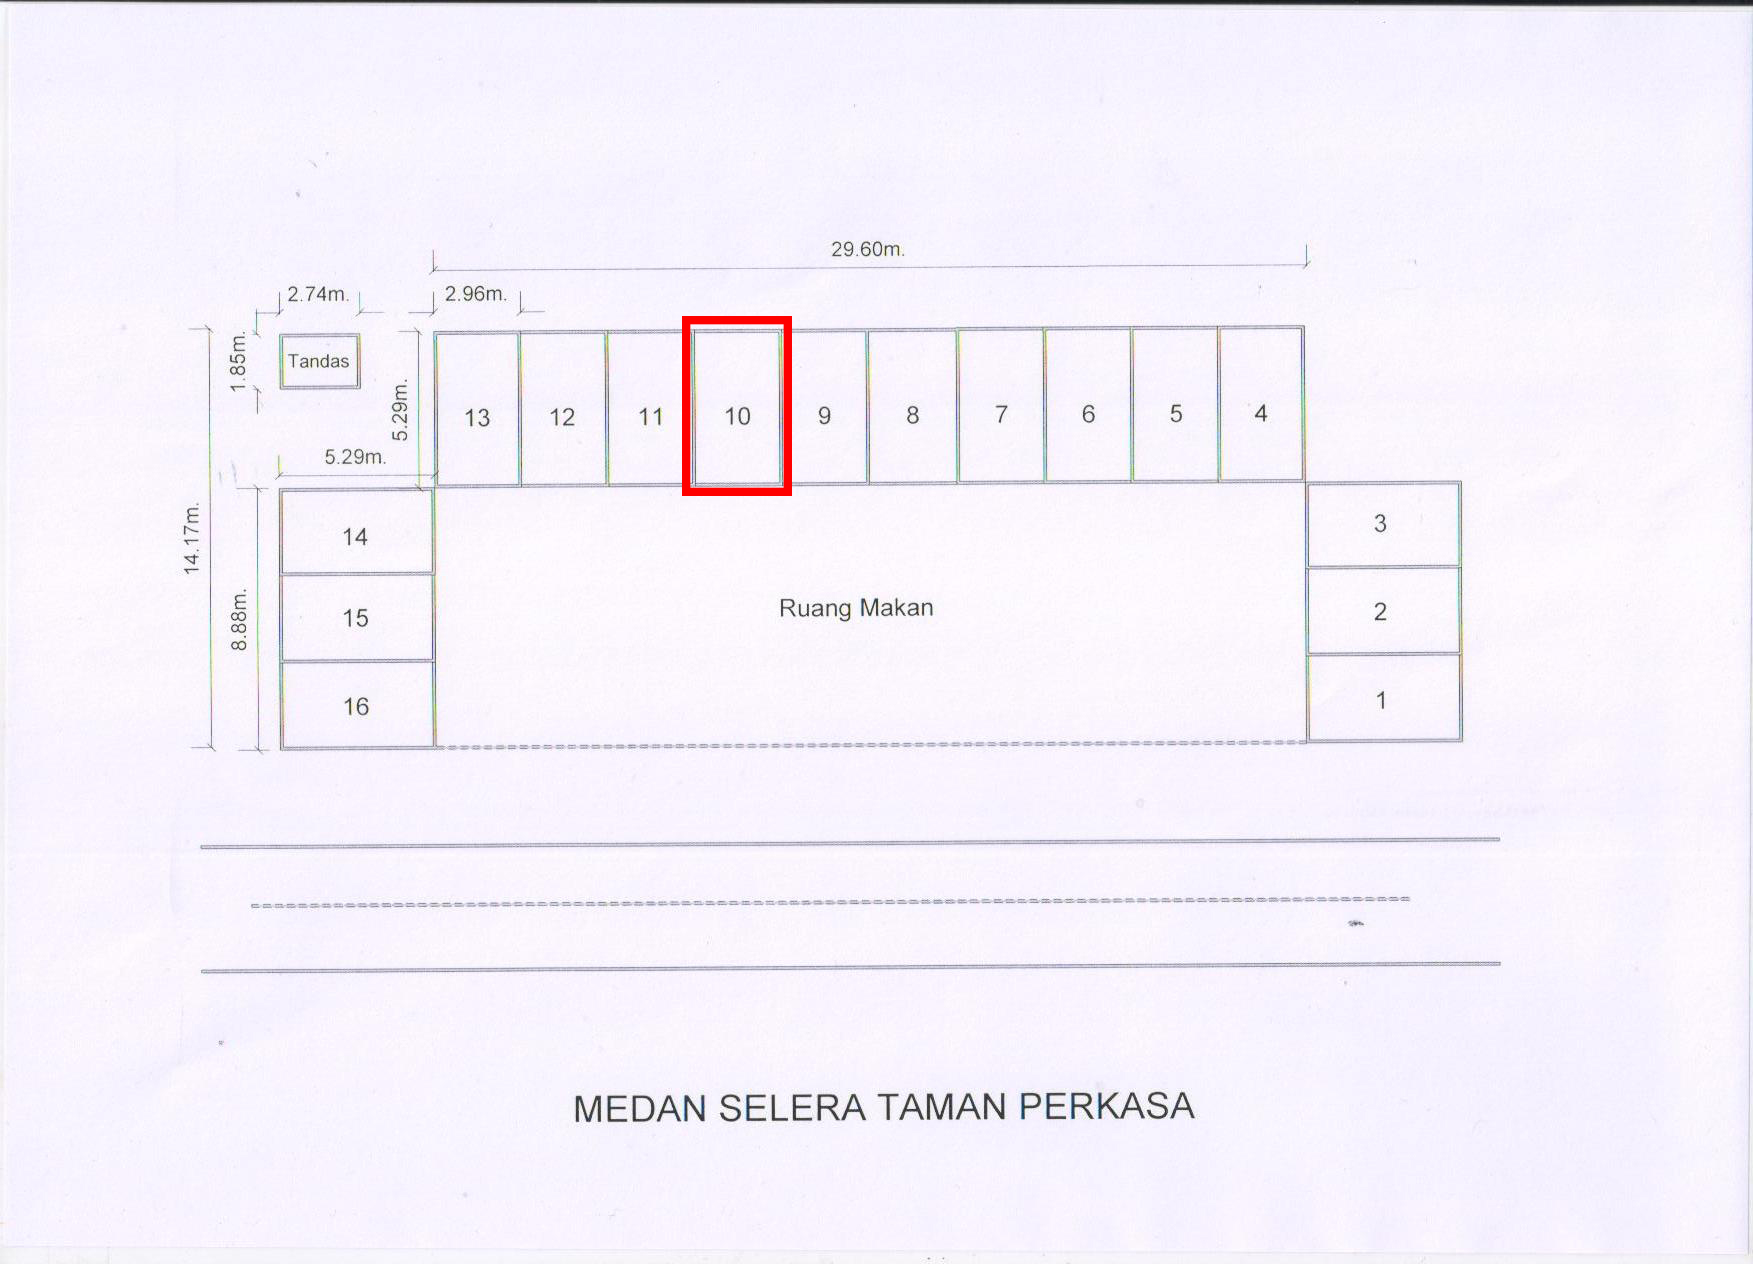 29.60m.
2.74m.
2.96m.
1.85m.
Tandas
5.29m.
13
12
11
10
9
8
7
6
5
4
5.29m.
14.17m.
8.88m.
14
15
16
Ruang Makan
3
2
1
MEDAN SELERA TAMAN PERKASA